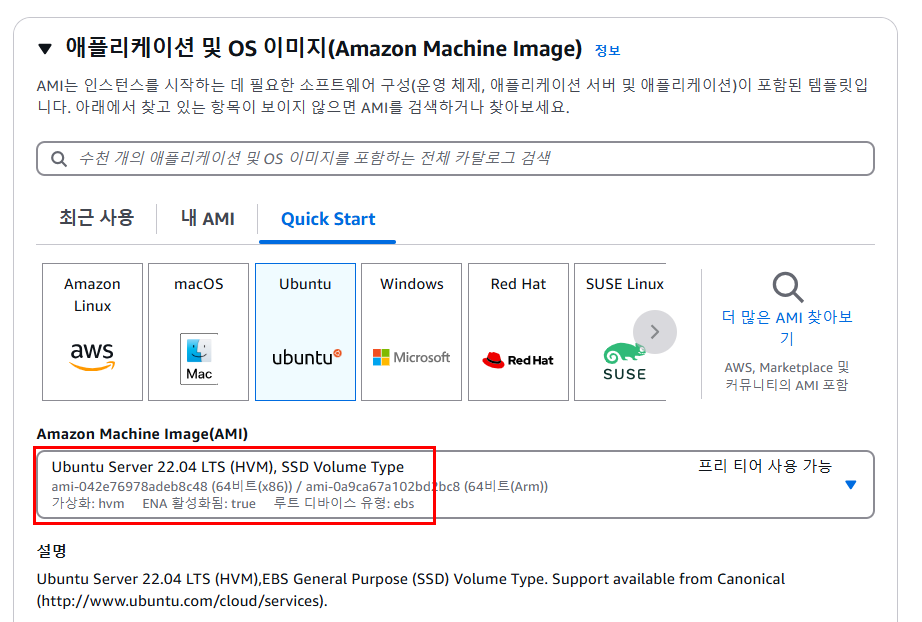 애플리케이션 및 OS 이미지(Amazon Machine Image) 정보
AMI는 인스턴스를 시작하는 데 필요한 소프트웨어 구성(운영 체제, 애플리케이션 서버 및 애플리케이션)이 포함된 템플릿입
니다. 아래에서 찾고 있는 항목이 보이지 않으면 AMI를 검색하거나 찾아보세요.
수천 개의 애플리케이션 및 OS 이미지를 포함하는 전체 카탈로그 검색
최근 사용
내 AMI
Quick Start
Amazon
Linux
aws
macOS
Mac
Ubuntu
ubuntu
Windows
Microsoft
Red Hat
Red Hat
SUSE Linux
SUSE
더 많은 AMI 찾아보
기
AWS, Marketplace 및
커뮤니티의 AMI 포함
Amazon Machine Image(AMI)
Ubuntu Server 22.04 LTS (HVM), SSD Volume Type
프리 티어 사용 가능
ami-042e76978adeb8c48 (64비트(x86)) / ami-0a9ca67a102bd2bc8 (64비트(Arm))
가상화: hvm ENA 활성화됨: true 루트 디바이스 유형: ebs
설명
Ubuntu Server 22.04 LTS (HVM),EBS General Purpose (SSD) Volume Type. Support available from Canonical
(http://www.ubuntu.com/cloud/services).